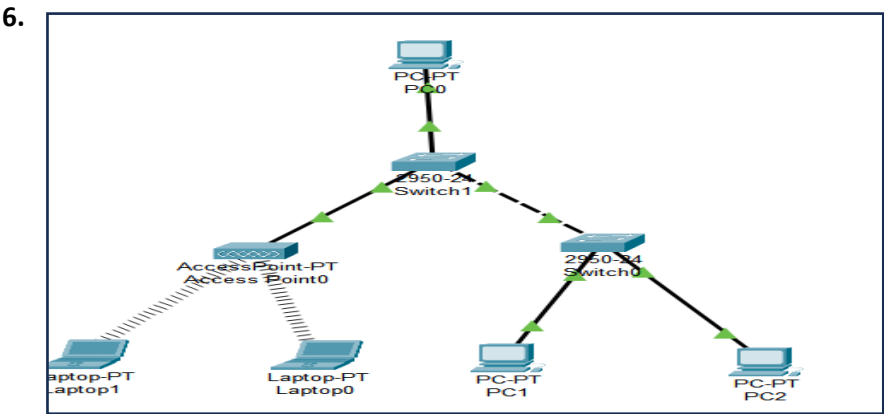 6.
PC-PT
PC0
2950-24
Switch1
AccessPoint-PT
Access Point0
2950-24
Switch0
aptop-PT
Laptop1
Laptop-PT
Laptop0
PC-PT
PC1
PC-PT
PC2